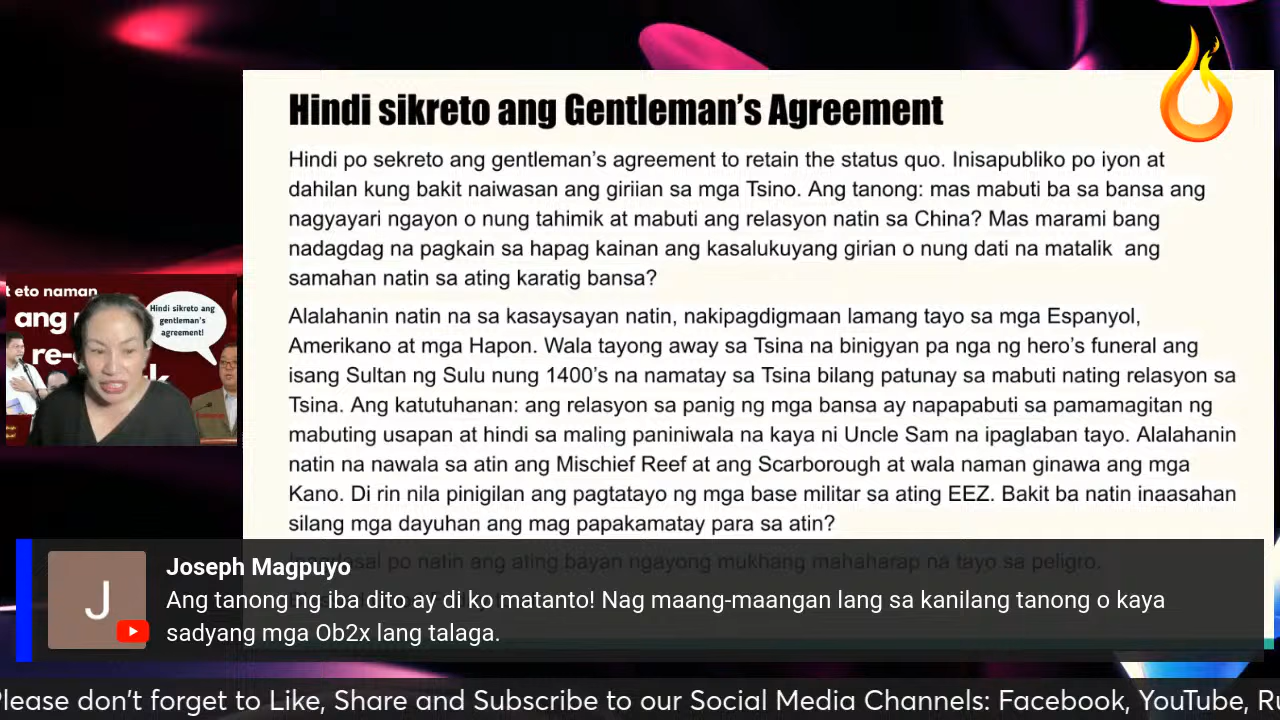 Hindi sikreto ang Gentleman's Agreement
Hindi po sekreto ang gentleman's agreement to retain the status quo. Inisapubliko po iyon at
dahilan kung bakit naiwasan ang giriian sa mga Tsino. Ang tanong: mas mabuti ba sa bansa ang
nagyayari ngayon o nung tahimik at mabuti ang relasyon natin sa China? Mas marami bang
nadagdag na pagkain sa hapag kainan ang kasalukuyang girian o nung dati na matalik ang
samahan natin sa ating karatig bansa?
Alalahanin natin na sa kasaysayan natin, nakipagdigmaan lamang tayo sa mga Espanyol,
Amerikano at mga Hapon. Wala tayong away sa Tsina na binigyan pa nga ng hero's funeral ang
isang Sultan ng Sulu nung 1400's na namatay sa Tsina bilang patunay sa mabuti nating relasyon sa
Tsina. Ang katutuhanan: ang relasyon sa panig ng mga bansa ay napapabuti sa pamamagitan ng
mabuting usapan at hindi sa maling paniniwala na kaya ni Uncle Sam na ipaglaban tayo. Alalahanin
natin na nawala sa atin ang Mischief Reef at ang Scarborough at wala naman ginawa ang mga
Kano. Di rin nila pinigilan ang pagtatayo ng mga base militar sa ating EEZ. Bakit ba natin inaasahan
silang mga dayuhan ang mag papakamatay para sa atin?
po natin ang ating bayan ngayong mukhang mahaharap na tayo sa peligro.
t eto naman
ang
re-
k
Hindi sikreto ang
gentleman's
agreement!
J
Joseph Magpuyo
Ang tanong ng iba dito ay di ko matanto! Nag maang-maangan lang sa kanilang tanong o kaya
sadyang mga Ob2x lang talaga.
Please don't forget to Like, Share and Subscribe to our Social Media Channels: Facebook, YouTube, Ru